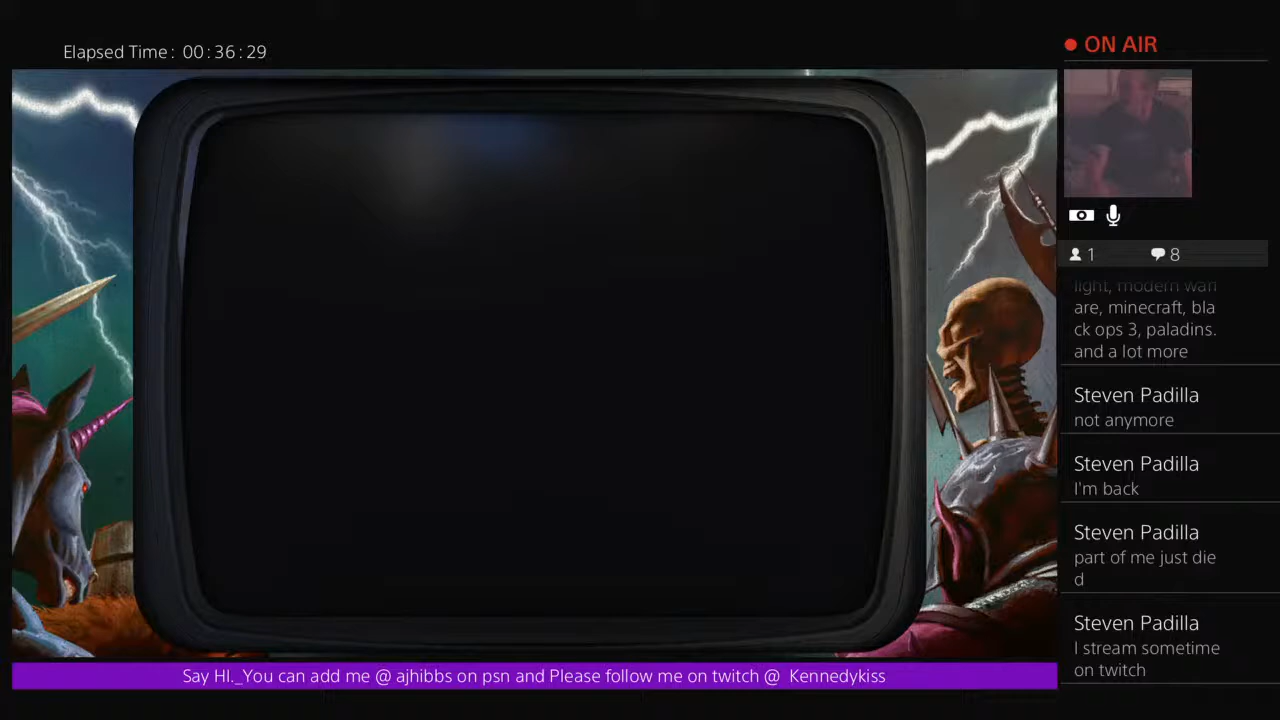 Elapsed Time: 00:36:29
ON AIR
1 8
light, modern warf
are, minecraft, bla
ck ops 3, paladins.
and a lot more
Steven Padilla
not anymore
Steven Padilla
I'm back
Steven Padilla
part of me just die
d
Steven Padilla
I stream sometime
on twitch
Say HI._You can add me @ ajhibbs on psn and Please follow me on twitch @ Kennedykiss